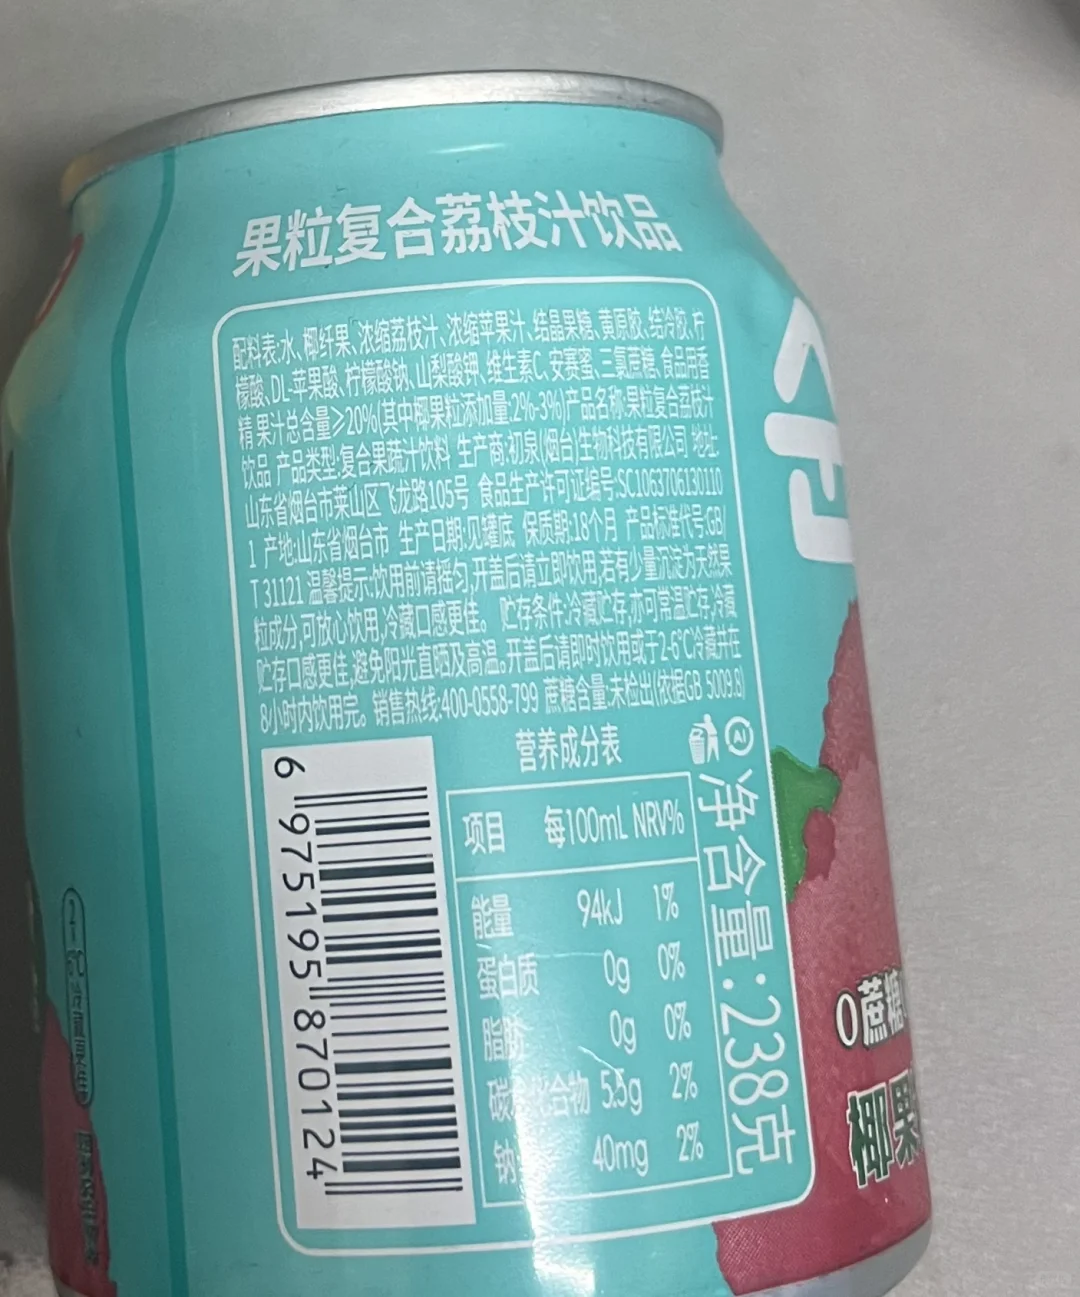 果粒复合荔枝汁饮品
配料表:水、椰纤果、浓缩荔枝汁、浓缩苹果汁、结晶果糖、黄原胶、结冷胶、柠
檬酸、DL-苹果酸、柠檬酸钠、山梨酸钾、维生素C、安赛蜜、三氯蔗糖、食品用香
精 果汁总含量≥20%(其中椰果粒添加量:2%-3%)产品名称:果粒复合荔枝汁
饮品 产品类型:复合果蔬汁饮料 生产商:初泉(烟台)生物科技有限公司 地址:
山东省烟台市莱山区飞龙路105号 食品生产许可证编号:SC1063706130110
1 产地:山东省烟台市 生产日期:见罐底 保质期:18个月 产品标准代号:GB/
T 31121 温馨提示:饮用前请摇匀,开盖后请立即饮用,若有少量沉淀为天然果
粒成分,可放心饮用,冷藏口感更佳。 贮存条件:冷藏贮存,亦可常温贮存,冷藏
贮存口感更佳,避免阳光直晒及高温。开盖后请即时饮用或于2-6°C冷藏并在
8小时内饮用完。销售热线:400-0558-799 蔗糖含量:未检出(依据GB 5009.8)
营养成分表
项目 每100mL NRV%
能量 94kJ 1%
蛋白质 0g 0%
脂肪 0g 0%
碳水化合物 5.5g 2%
钠 40mg 2%
Al
净含量:238克
6 975195 870124
0蔗糖
椰果